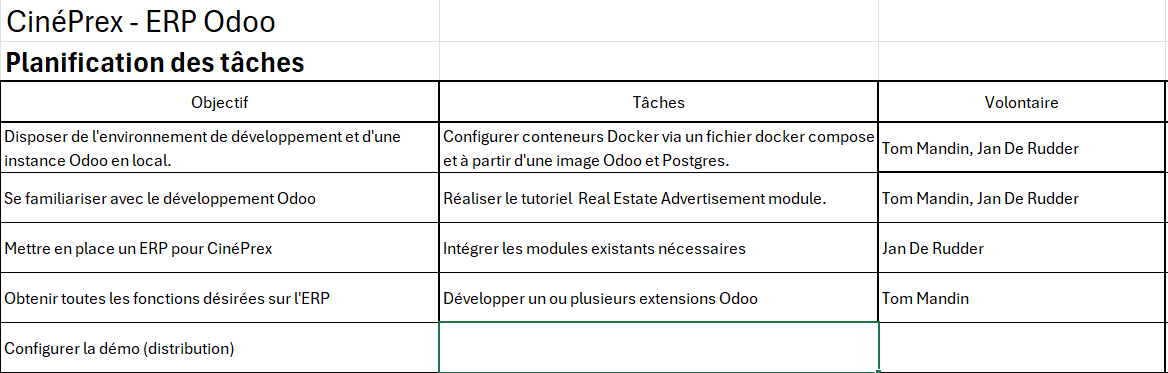 CinéPrex - ERP Odoo
Planification des tâches
Objectif
Tâches
Volontaire
Disposer de l'environnement de développement et d'une
instance Odoo en local.
Configurer conteneurs Docker via un fichier docker compose
et à partir d'une image Odoo et Postgres.
Tom Mandin, Jan De Rudder
Se familiariser avec le développement Odoo
Réaliser le tutoriel  Real Estate Advertisement module.
Tom Mandin, Jan De Rudder
Mettre en place un ERP pour CinéPrex
Intégrer les modules existants nécessaires
Jan De Rudder
Obtenir toutes les fonctions désirées sur l'ERP
Développer un ou plusieurs extensions Odoo
Tom Mandin
Configurer la démo (distribution)